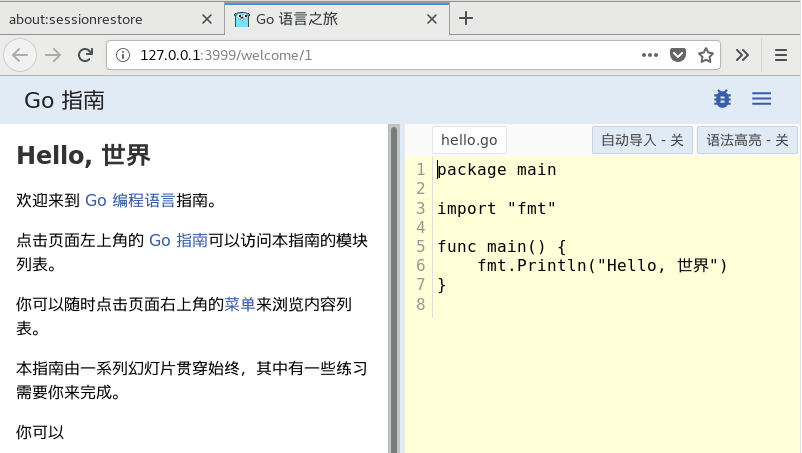 about:sessionrestore
Go 语言之旅
127.0.0.1:3999/welcome/1
Go 指南
Hello, 世界
欢迎来到 Go 编程语言指南。
点击页面左上角的 Go 指南可以访问本指南的模块
列表。
你可以随时点击页面右上角的菜单来浏览内容列
表。
本指南由一系列幻灯片贯穿始终，其中有一些练习
需要你来完成。
你可以
hello.go
自动导入 - 关
语法高亮 - 关
1 package main
2
3 import "fmt"
4
5 func main() {
6     fmt.Println("Hello, 世界")
7 }
8